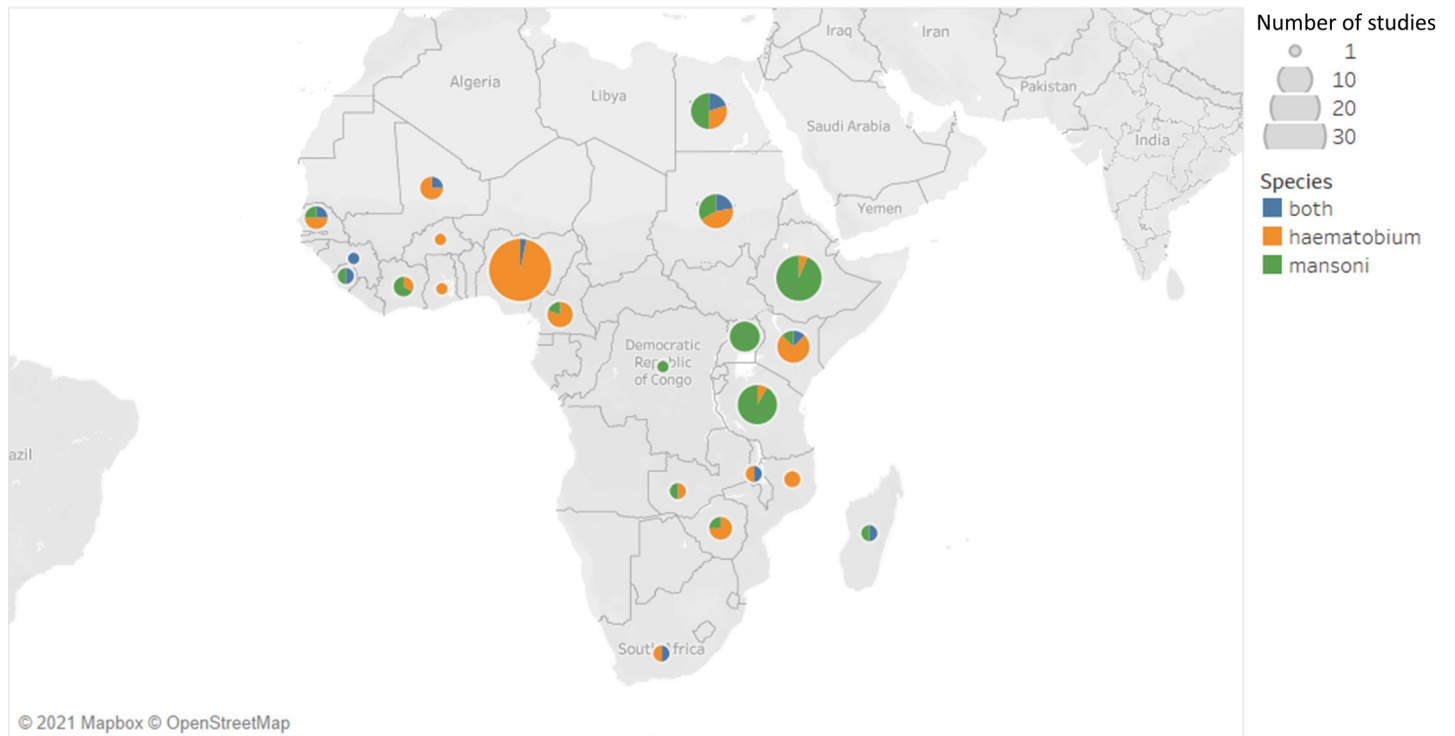 Number of studies
1
10
20
30
Species
both
haematobium
mansoni
Iraq
Iran
Algeria
Libya
Pakistan
Saudi Arabia
India
Yemen
Democratic
Republic
of Congo
azil
South Africa
© 2021 Mapbox © OpenStreetMap